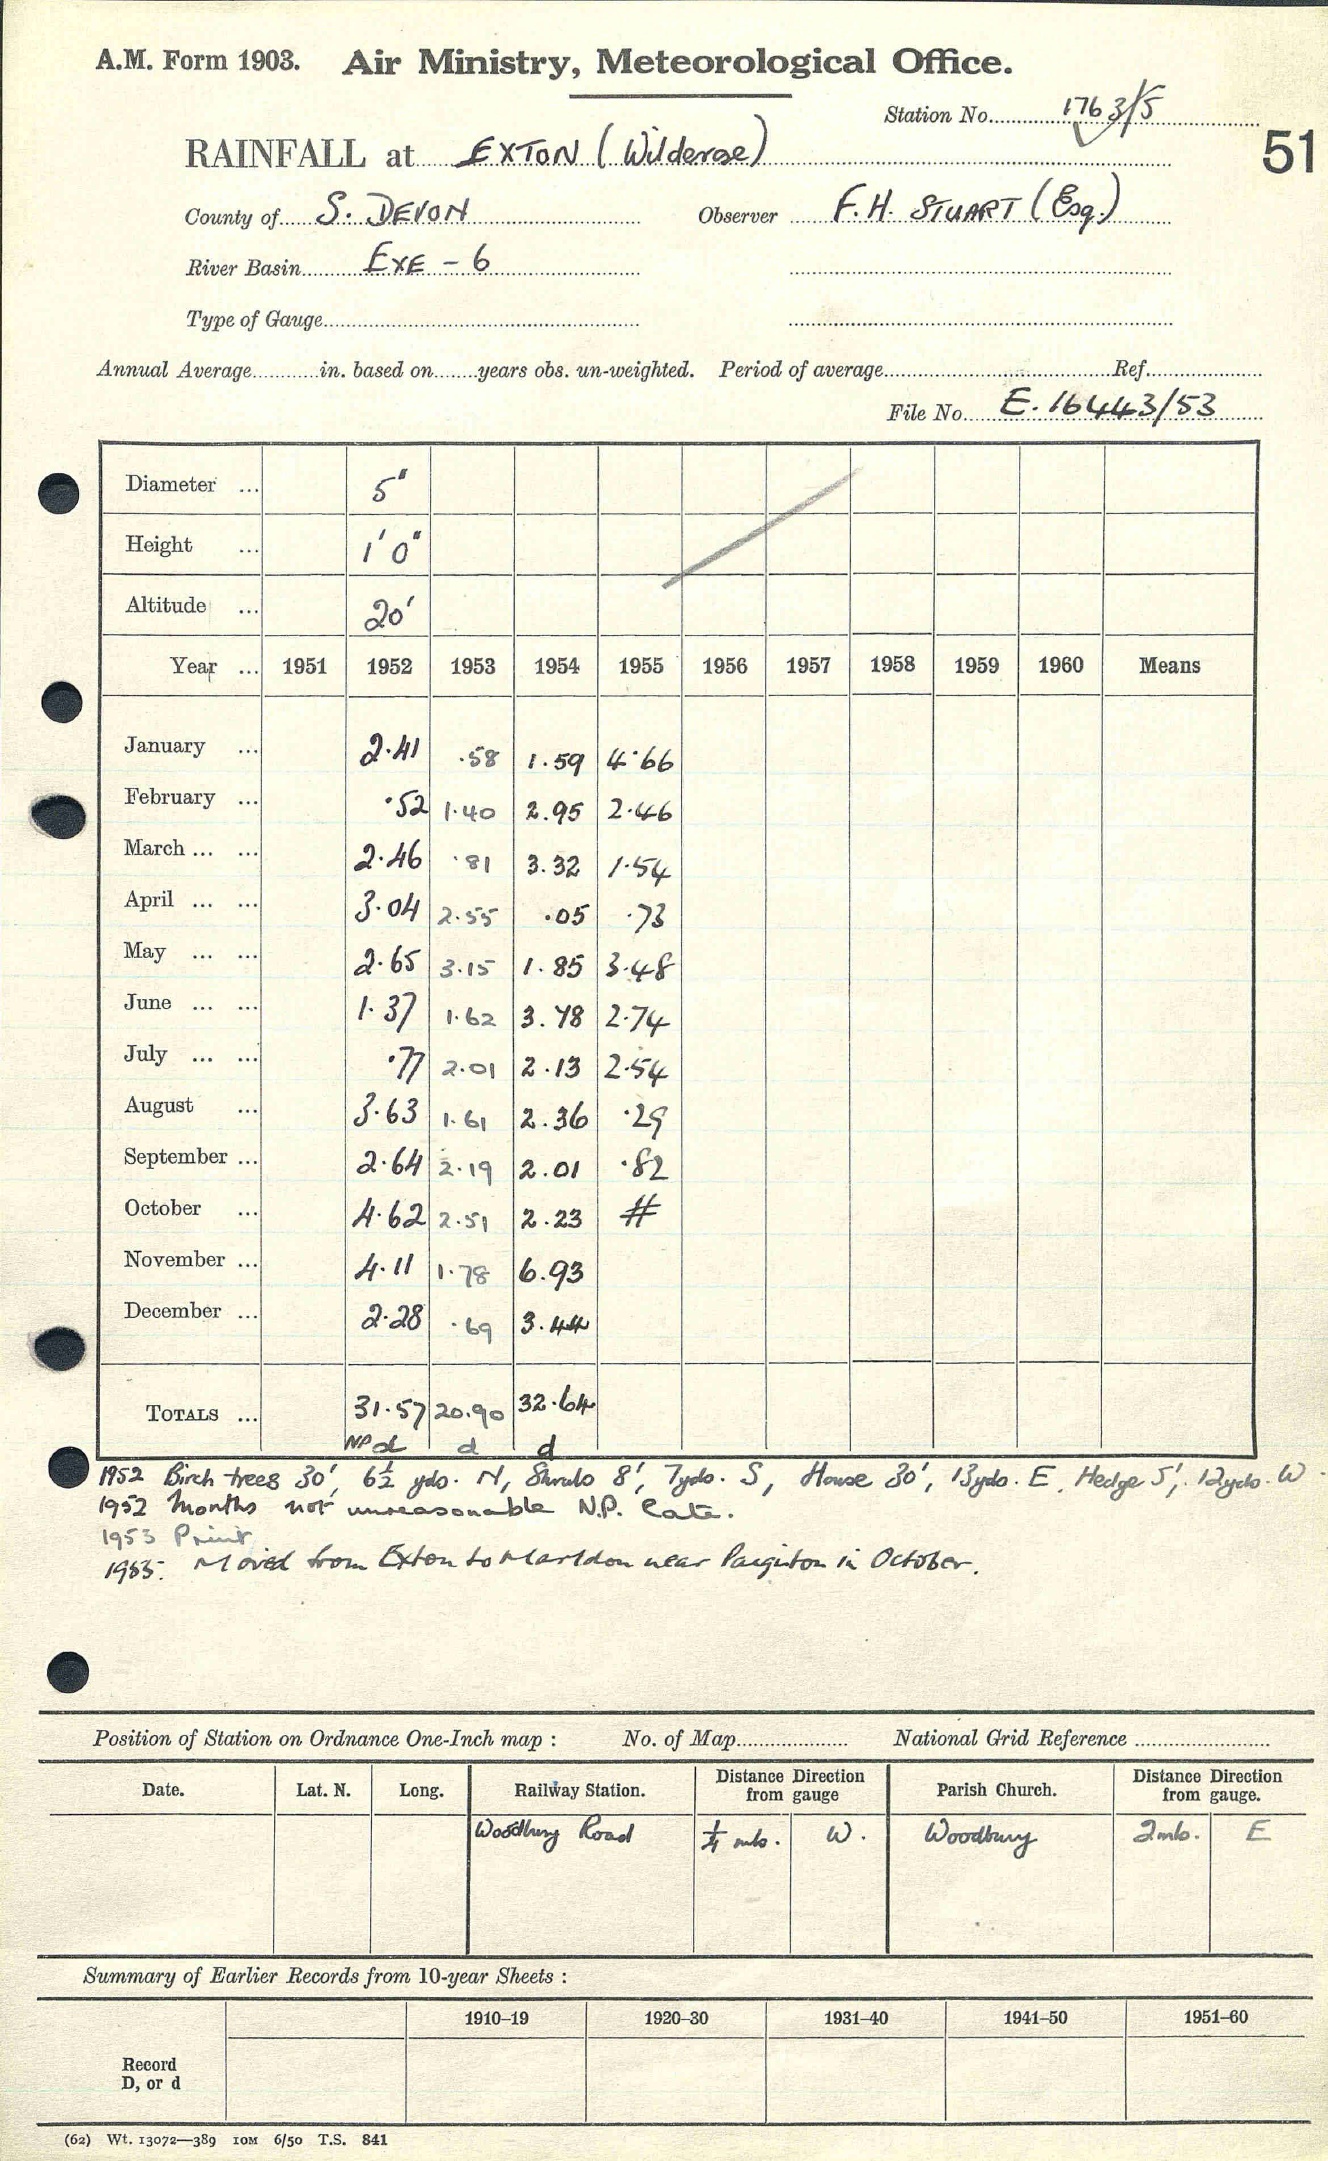 A.M. Form 1903. Air Ministry, Meteorological Office.
Station No. 1763/5
51
RAINFALL at EXTON (Wilderose)
County of S. DEVON Observer F.H. STUART (Esq.)
River Basin EXE - 6
Type of Gauge
Annual Average in. based on years obs. un-weighted. Period of average Ref.
File No. E.16443/53
Diameter ... 5"
Height ... 1' 0"
Altitude ... 20'
Year ... 1951 1952 1953 1954 1955 1956 1957 1958 1959 1960 Means
January ... 2.41 .58 1.59 4.66
February ... .52 1.40 2.95 2.46
March ... ... 2.46 .81 3.32 1.54
April ... ... 3.04 2.55 .05 .73
May ... ... 2.65 3.15 1.85 3.48
June ... ... 1.37 1.62 3.78 2.74
July ... ... .77 2.01 2.13 2.54
August ... 3.63 1.61 2.36 .29
September ... 2.64 2.19 2.01 .82
October ... 4.62 2.51 2.23 #
November ... 4.11 1.78 6.93
December ... 2.28 .69 3.44
TOTALS ... 31.57 20.90 32.64
NP d d d
1952 Birch trees 30', 6½ yds. N, Shrubs 8', 7yds. S, House 30', 13yds. E, Hedge 5', 12yds. W.
1952 Months not unreasonable N.P. Late.
1953 Print
1955. Moved from Exton to Marldon near Paignton in October.
Position of Station on Ordnance One-Inch map : No. of Map National Grid Reference
Date. Lat. N. Long. Railway Station. Distance Direction from gauge Parish Church. Distance Direction from gauge.
Woodbury Road ¼ mls. W. Woodbury 2mls. E
Summary of Earlier Records from 10-year Sheets :
1910–19 1920–30 1931–40 1941–50 1951–60
Record
D, or d
(62) Wt. 13072—389 10M 6/50 T.S. 841